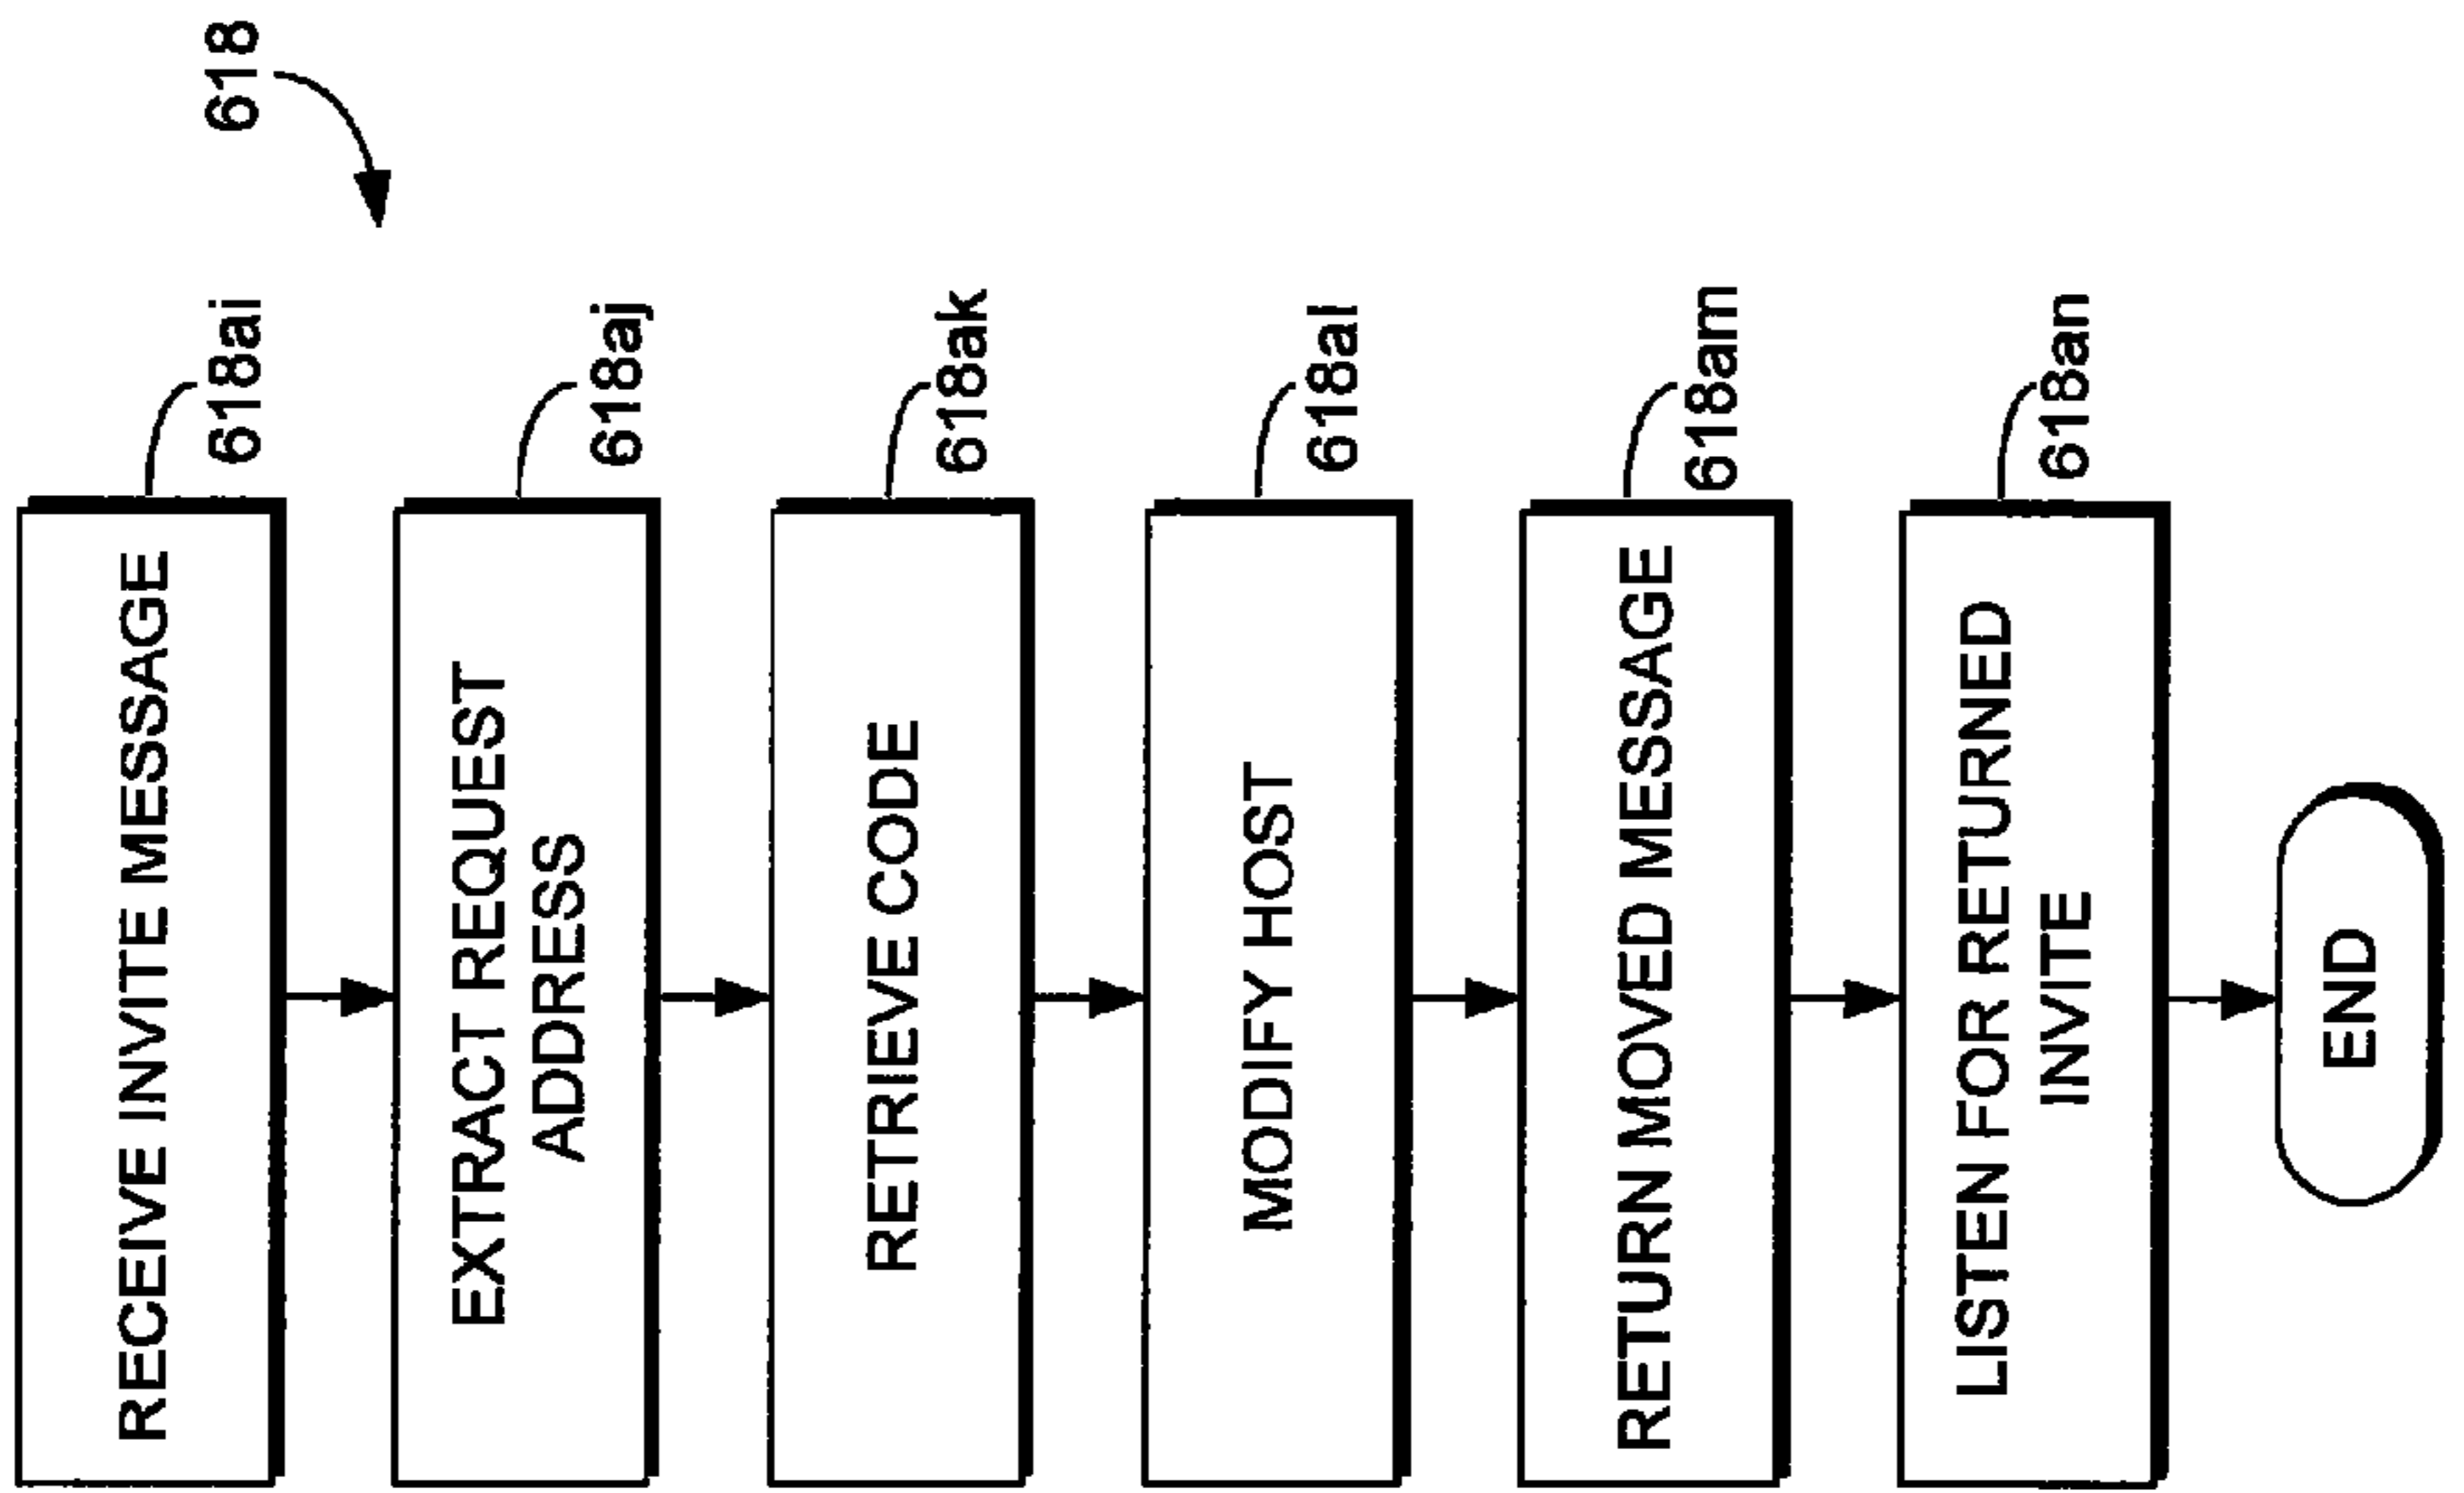 618
RECEIVE INVITE MESSAGE
618ai
EXTRACT REQUEST
ADDRESS
618aj
RETRIEVE CODE
618ak
MODIFY HOST
618al
RETURN MOVED MESSAGE
618am
LISTEN FOR RETURNED
INVITE
618an
END